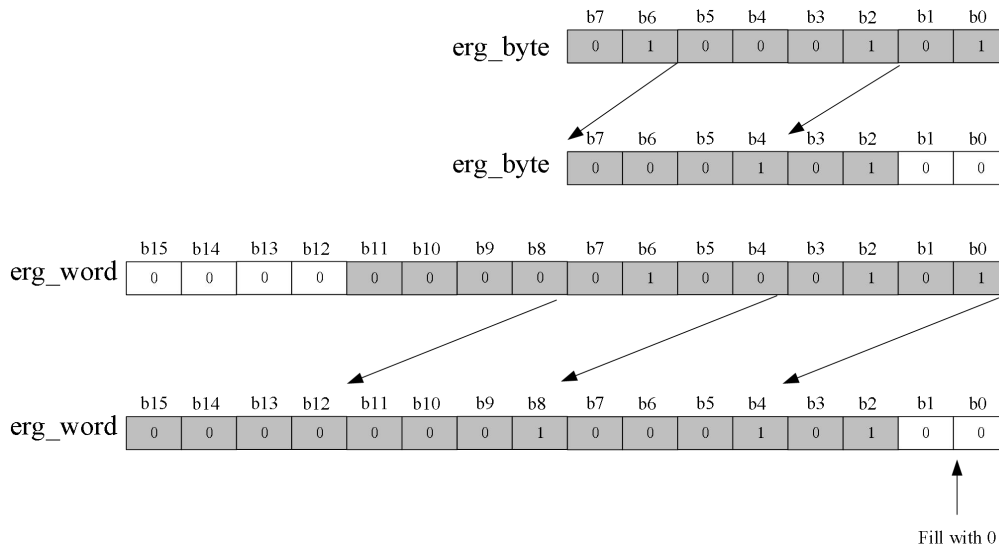 b7 b6 b5 b4 b3 b2 b1 b0
erg_byte 0 1 0 0 0 1 0 1
b7 b6 b5 b4 b3 b2 b1 b0
erg_byte 0 0 0 1 0 1 0 0
b15 b14 b13 b12 b11 b10 b9 b8 b7 b6 b5 b4 b3 b2 b1 b0
erg_word 0 0 0 0 0 0 0 0 0 1 0 0 0 1 0 1
b15 b14 b13 b12 b11 b10 b9 b8 b7 b6 b5 b4 b3 b2 b1 b0
erg_word 0 0 0 0 0 0 0 1 0 0 0 1 0 1 0 0
Fill with 0